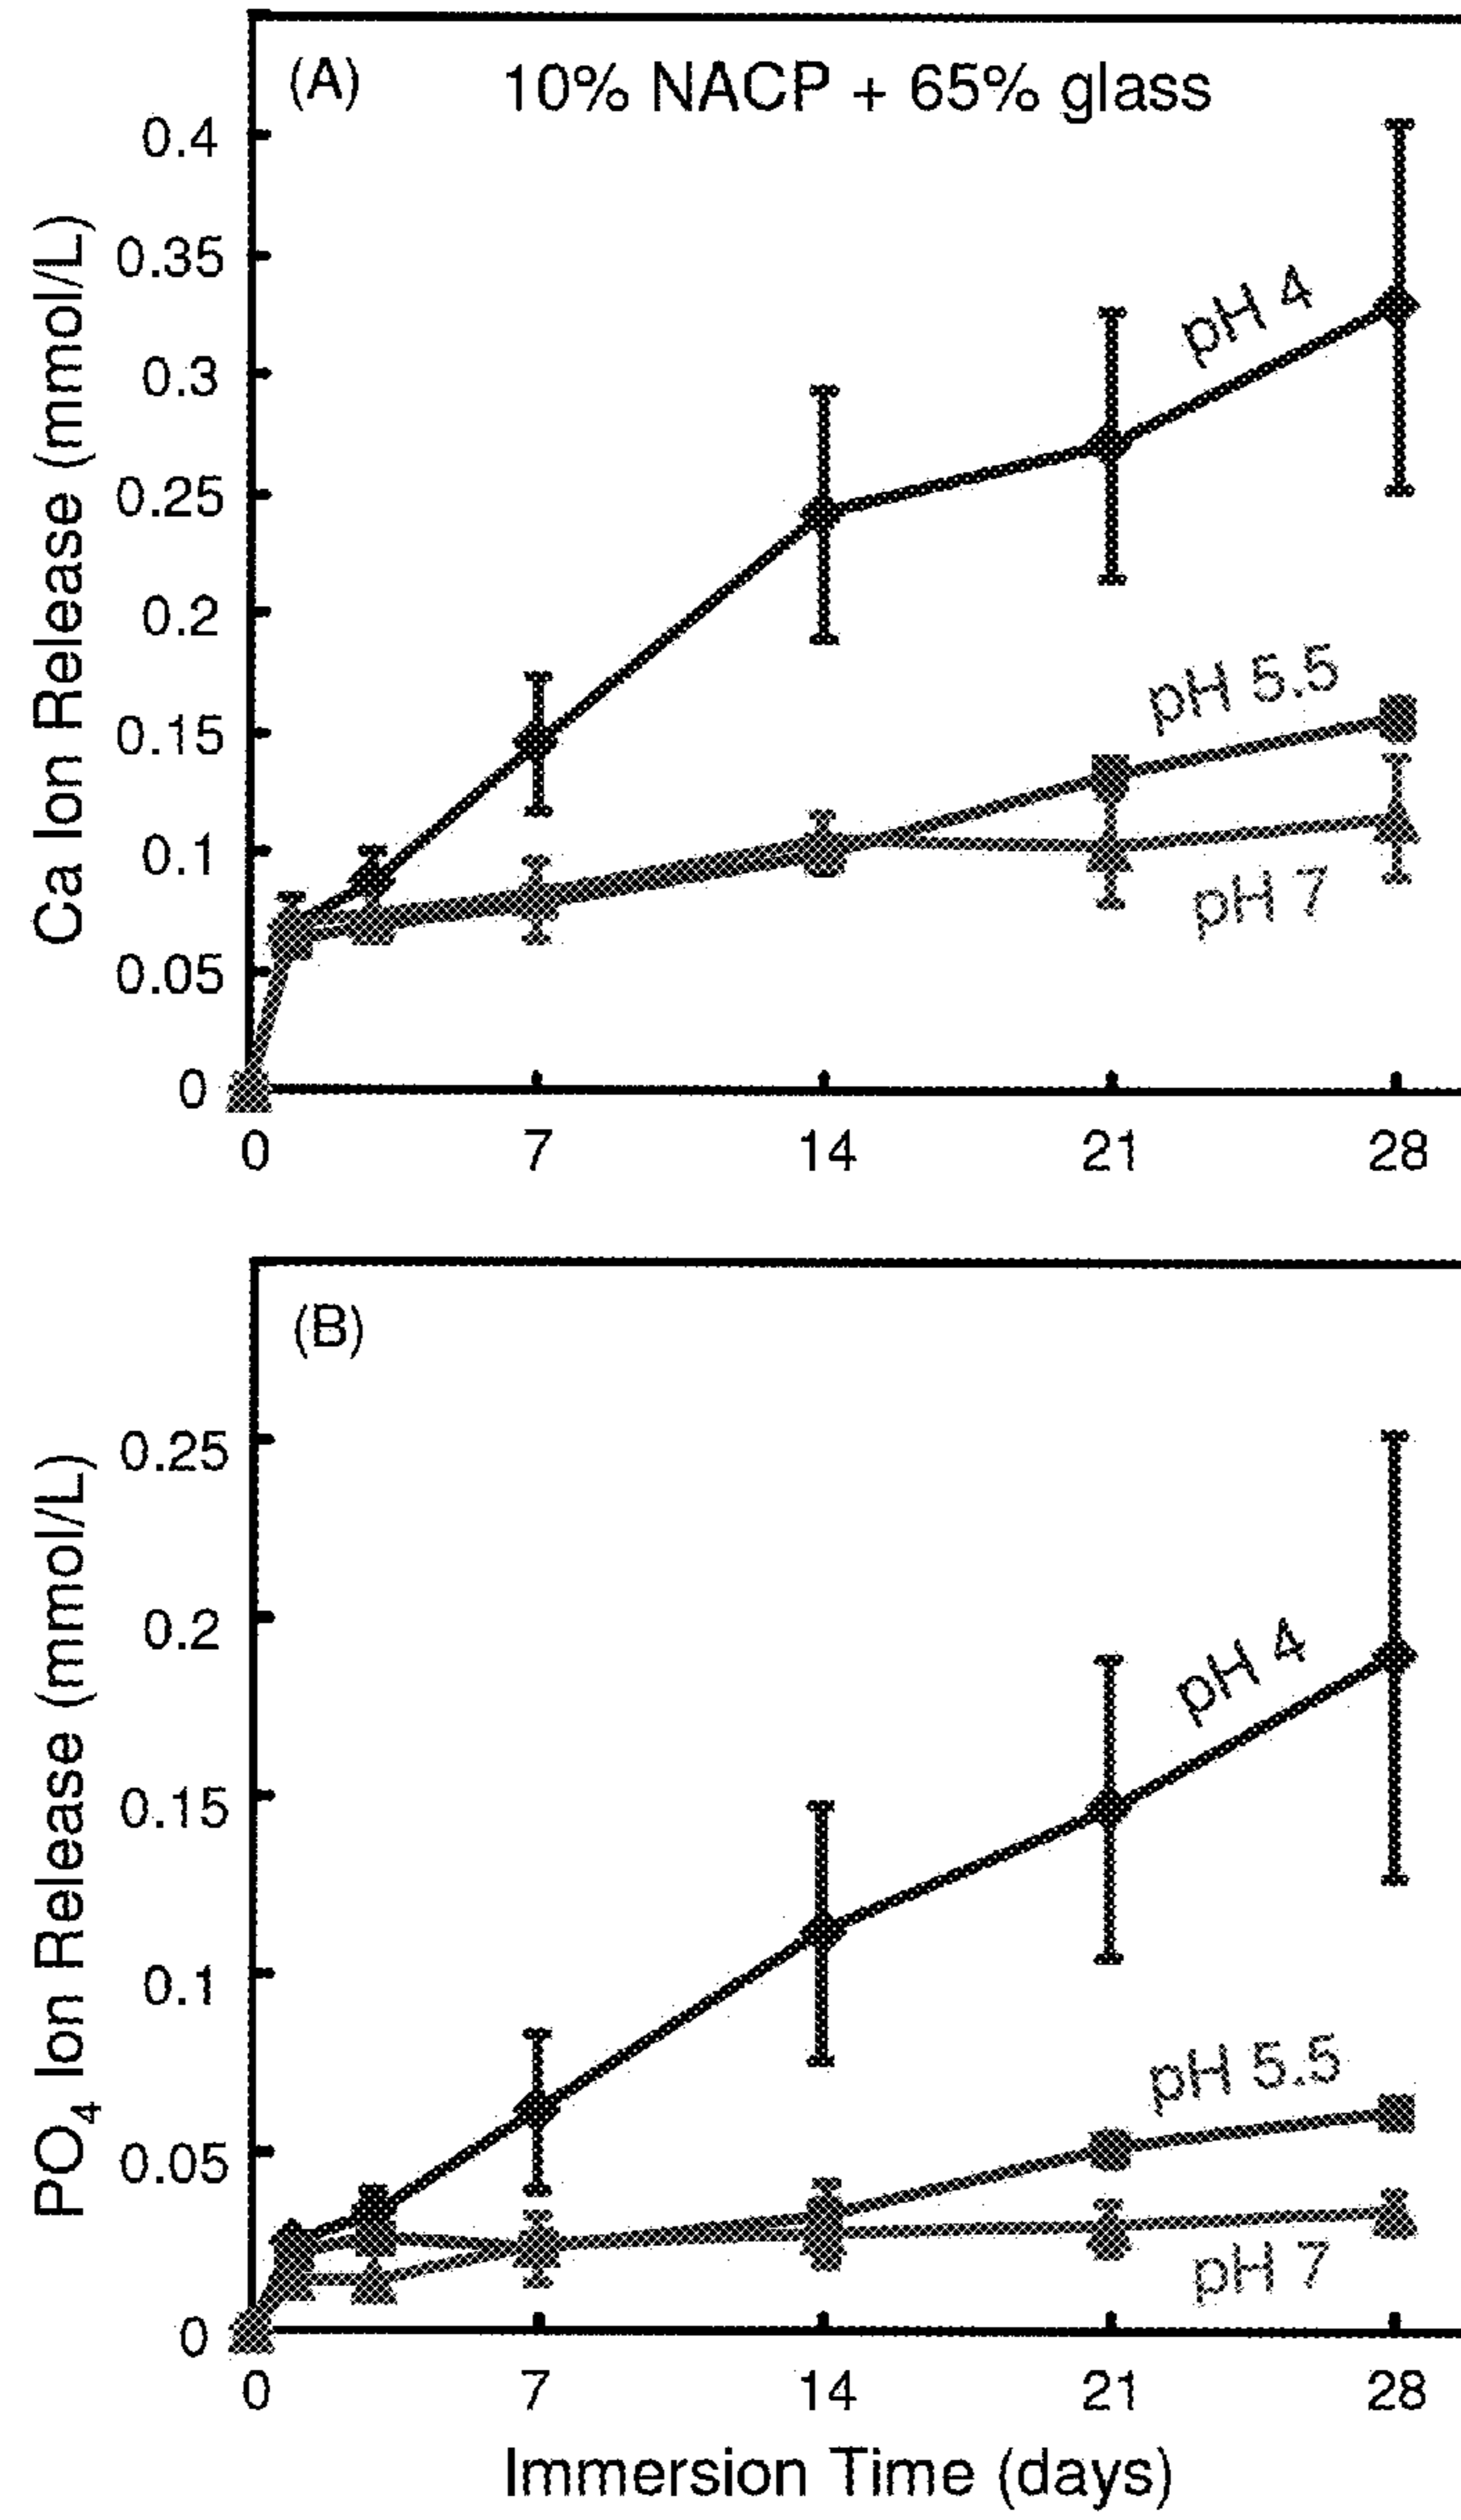 (A) 10% NACP + 65% glass
Ca Ion Release (mmol/L)
0.4
0.35
0.3
0.25
0.2
0.15
0.1
0.05
0
pH 4
pH 5.5
pH 7
0 7 14 21 28
(B)
PO4 Ion Release (mmol/L)
0.25
0.2
0.15
0.1
0.05
0
pH 4
pH 5.5
pH 7
0 7 14 21 28
Immersion Time (days)